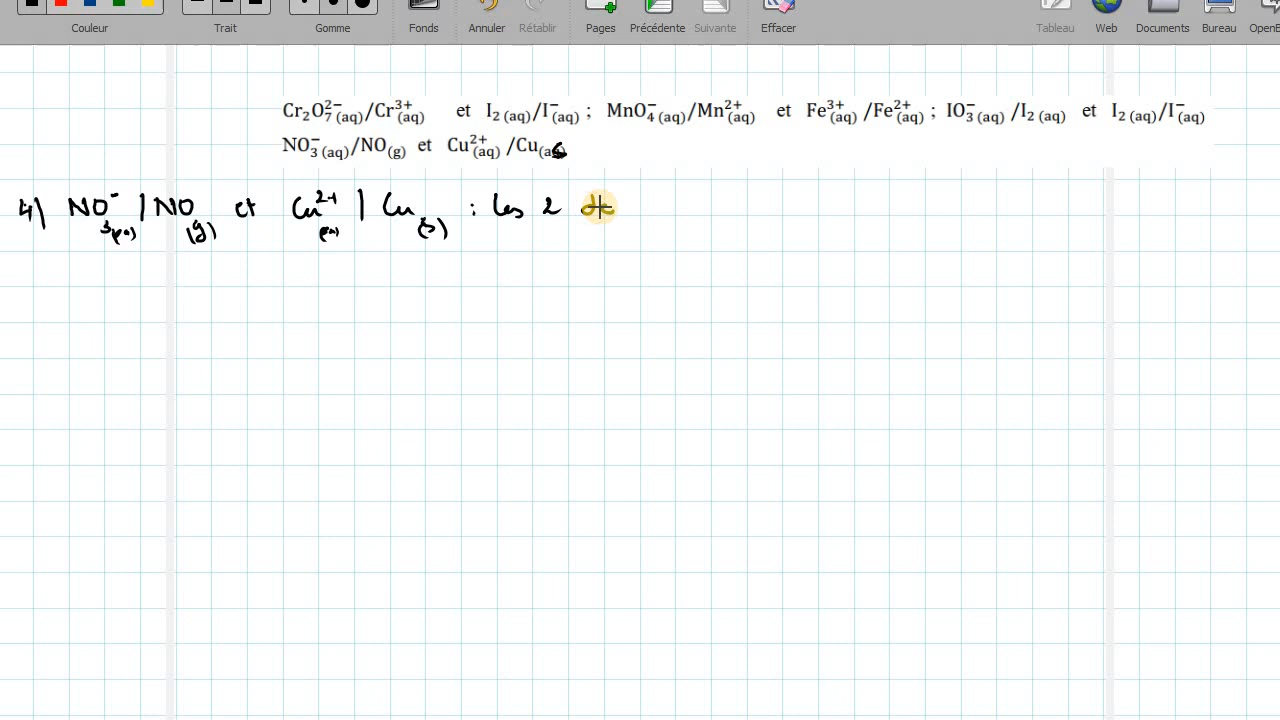 Couleur Trait Gomme Fonds Annuler Rétablir Pages Précédente Suivante Effacer Tableau Web Documents Bureau OpenB
Cr₂O₇²⁻(aq)/Cr³⁺(aq) et I₂ (aq)/I⁻(aq) ; MnO₄⁻(aq)/Mn²⁺(aq) et Fe³⁺(aq)/Fe²⁺(aq) ; IO₃⁻(aq)/I₂ (aq) et I₂ (aq)/I⁻(aq)
NO₃⁻(aq)/NO(g) et Cu²⁺(aq)/Cu(s
4) NO₃⁻(aq) | NO(g) et Cu²⁺(aq) | Cu(s) : les 2